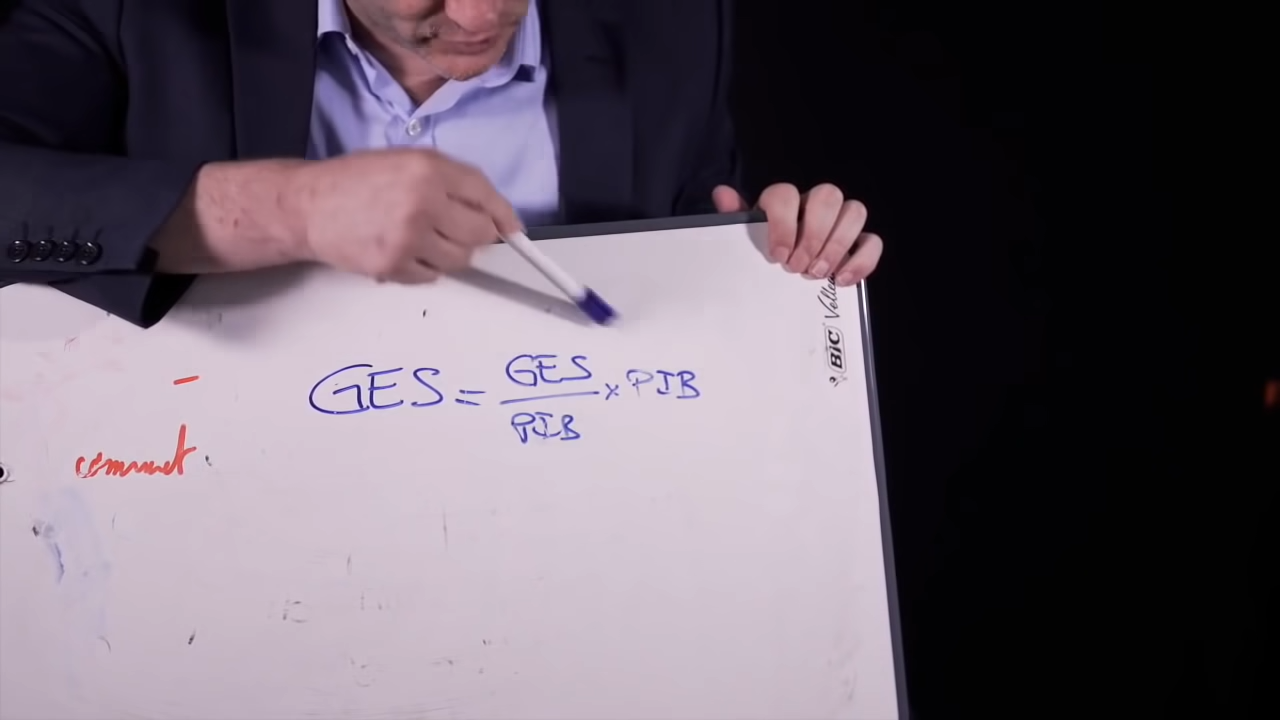 GES = GES/PIB × PIB
comment
BIC Velleda